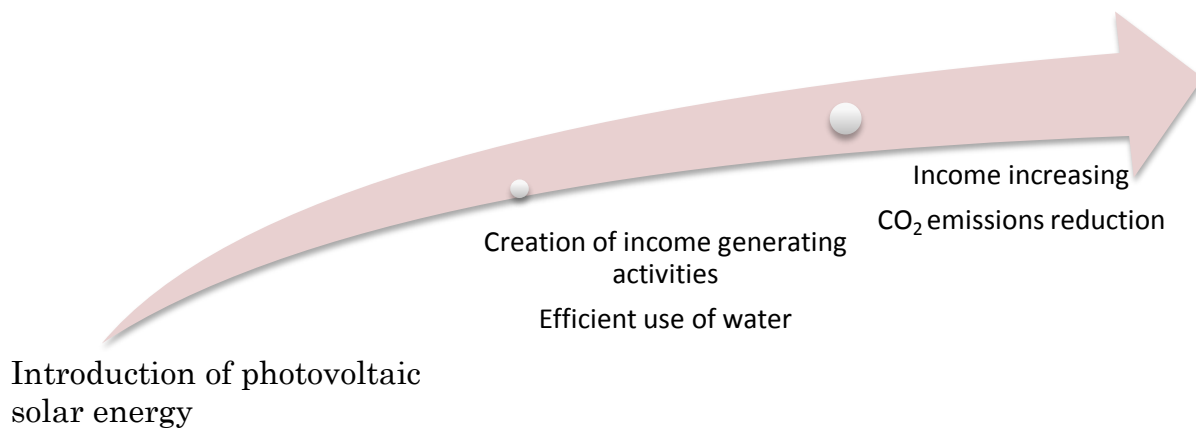 Income increasing
CO₂ emissions reduction
Creation of income generating
activities
Efficient use of water
Introduction of photovoltaic
solar energy